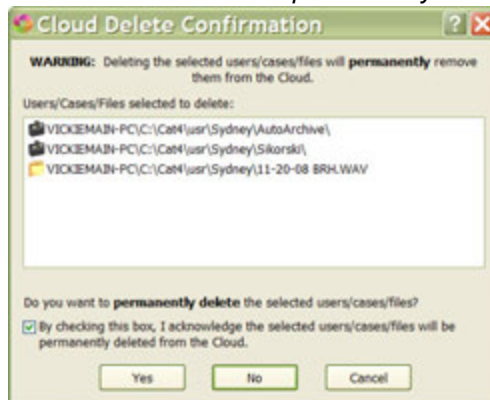 Cloud Delete Confirmation
WARNING: Deleting the selected users/cases/files will permanently remove
them from the Cloud.
Users/Cases/Files selected to delete:
VICKIEMAIN-PC\C:\Cat4\usr\Sydney\AutoArchive\
VICKIEMAIN-PC\C:\Cat4\usr\Sydney\Sikorski\
VICKIEMAIN-PC\C:\Cat4\usr\Sydney\11-20-08 BRH.WAV
Do you want to permanently delete the selected users/cases/files?
By checking this box, I acknowledge the selected users/cases/files will be
permanently deleted from the Cloud.
Yes No Cancel